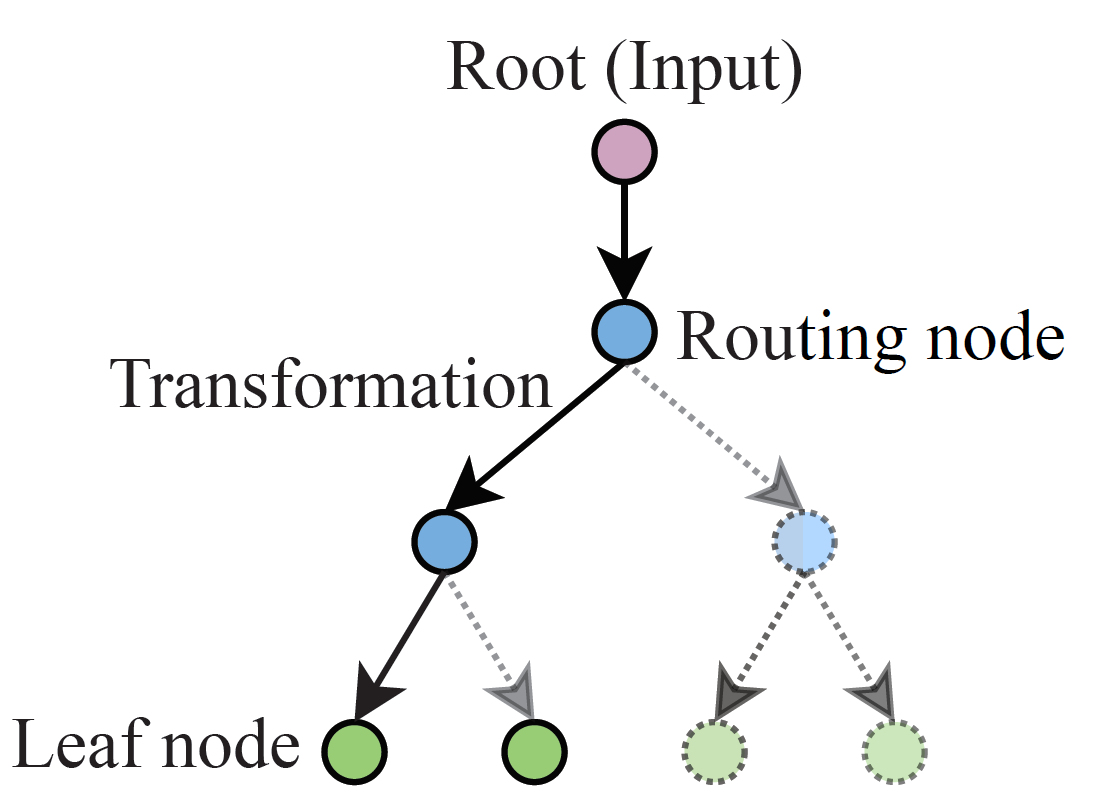 Root (Input)
Routing node
Transformation
Leaf node